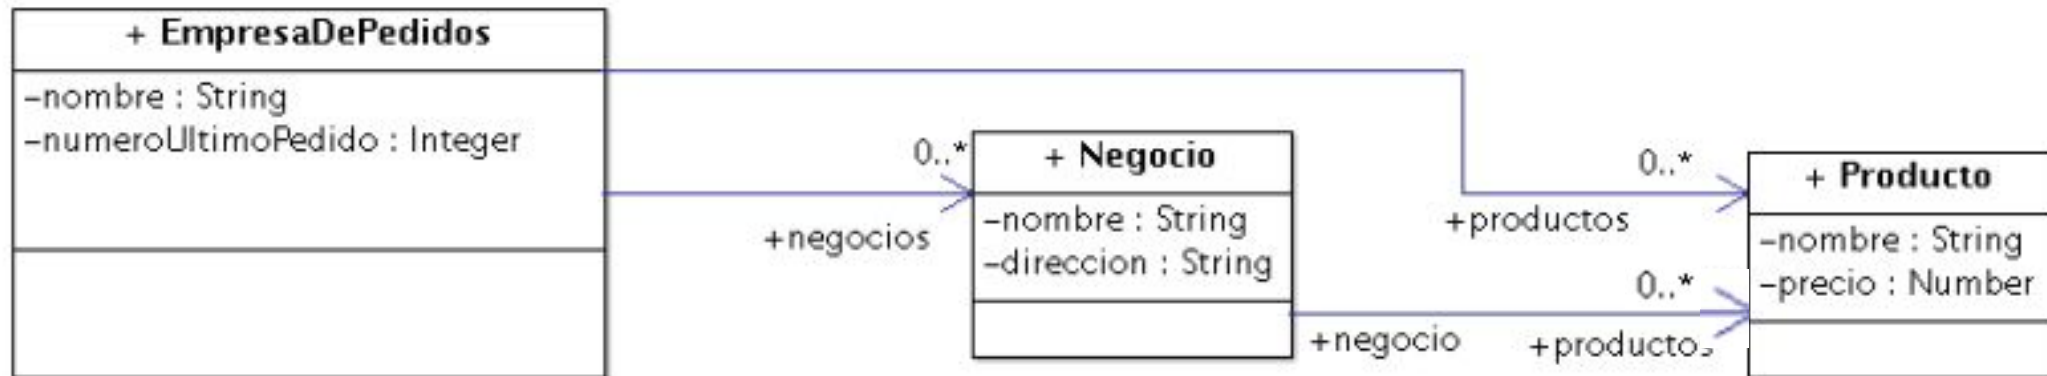 + EmpresaDePedidos
-nombre : String
-numeroUltimoPedido : Integer
0..*
+negocios
+ Negocio
-nombre : String
-direccion : String
0..*
+productos
0..*
+negocio
+productos
+ Producto
-nombre : String
-precio : Number